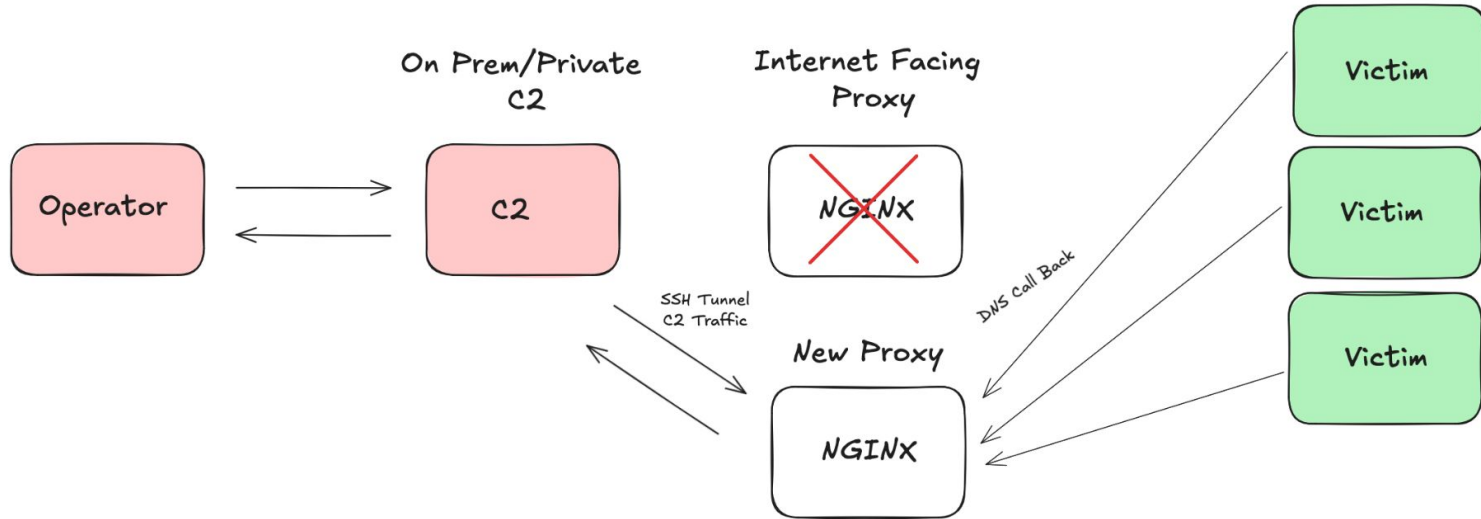 On Prem/Private
C2
Internet Facing
Proxy
Operator
C2
NGINX
Victim
Victim
Victim
SSH Tunnel
C2 Traffic
DNS Call Back
New Proxy
NGINX